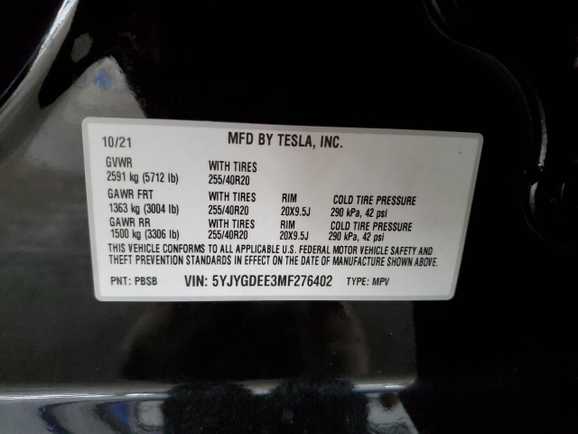 10/21 MFD BY TESLA, INC.
GVWR WITH TIRES
2591 kg (5712 lb) 255/40R20
GAWR FRT WITH TIRES RIM COLD TIRE PRESSURE
1363 kg (3004 lb) 255/40R20 20X9.5J 290 kPa, 42 psi
GAWR RR WITH TIRES RIM COLD TIRE PRESSURE
1500 kg (3306 lb) 255/40R20 20X9.5J 290 kPa, 42 psi
THIS VEHICLE CONFORMS TO ALL APPLICABLE U.S. FEDERAL MOTOR VEHICLE SAFETY AND
THEFT PREVENTION STANDARDS IN EFFECT ON THE DATE OF MANUFACTURE SHOWN ABOVE.
PNT: PBSB VIN: 5YJYGDEE3MF276402 TYPE: MPV